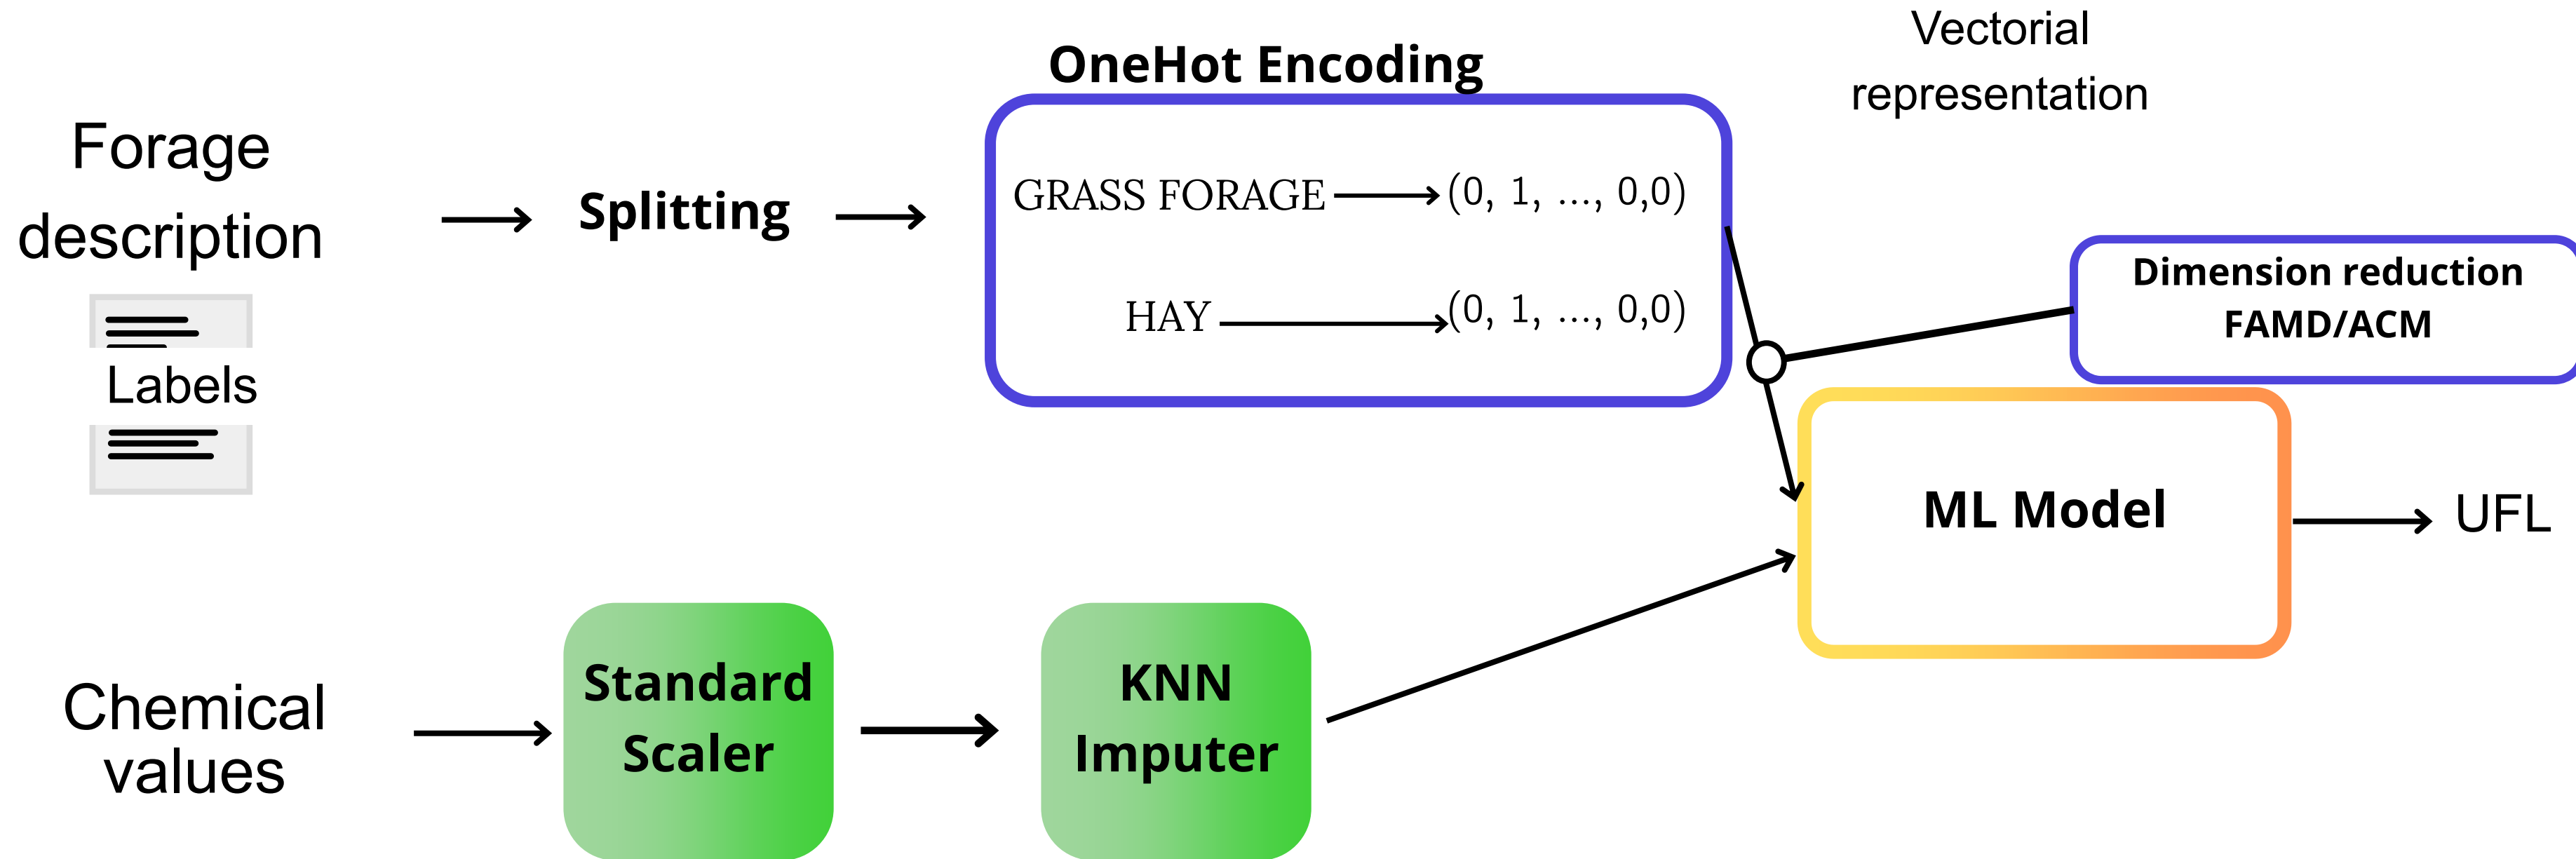 Vectorial
representation
OneHot Encoding
Forage
description
Labels
Splitting
GRASS FORAGE (0, 1, ..., 0,0)
HAY (0, 1, ..., 0,0)
Dimension reduction
FAMD/ACM
ML Model
UFL
Chemical
values
Standard
Scaler
KNN
Imputer